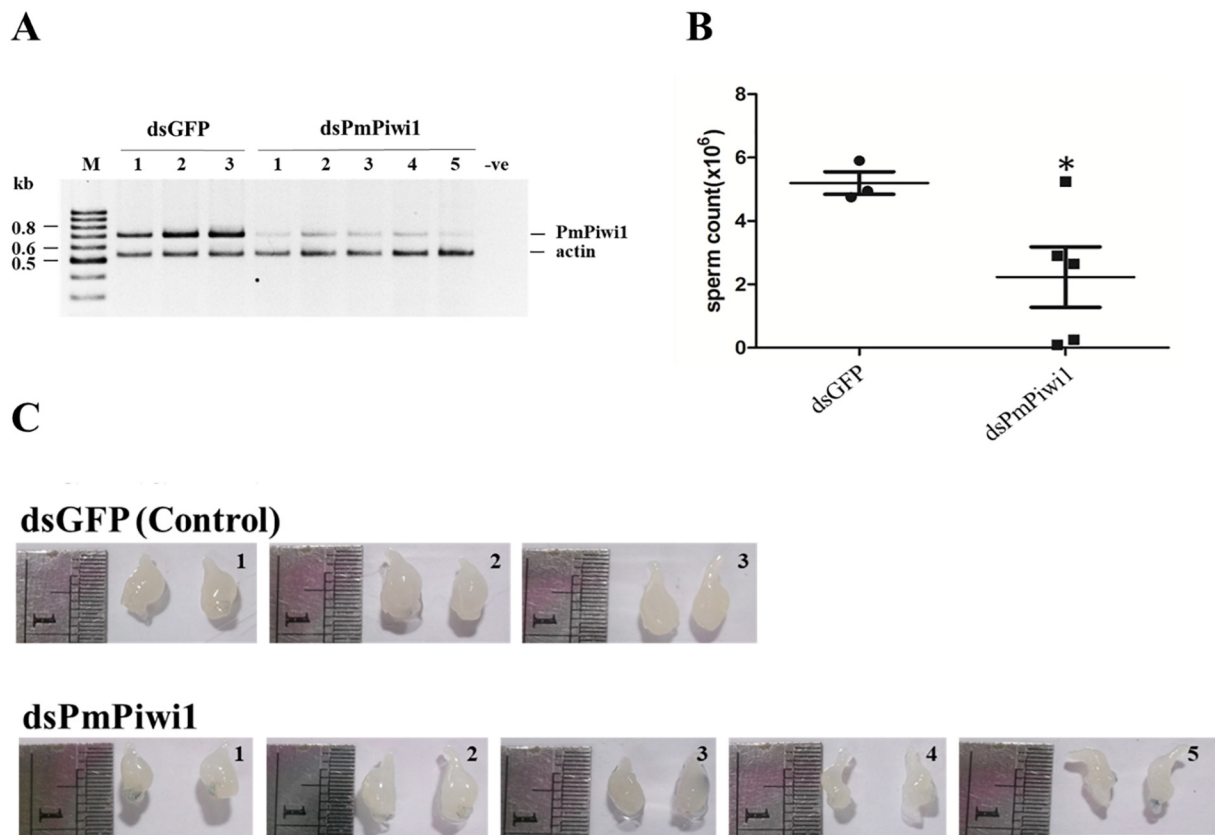 A
dsGFP dsPmPiwi1
M 1 2 3 1 2 3 4 5 -ve
kb
0.8
0.6
0.5
PmPiwi1
actin
B
sperm count(x10⁶)
8
6
4
2
0
*
dsGFP
dsPmPiwi1
C
dsGFP (Control)
1 2 3
dsPmPiwi1
1 2 3 4 5